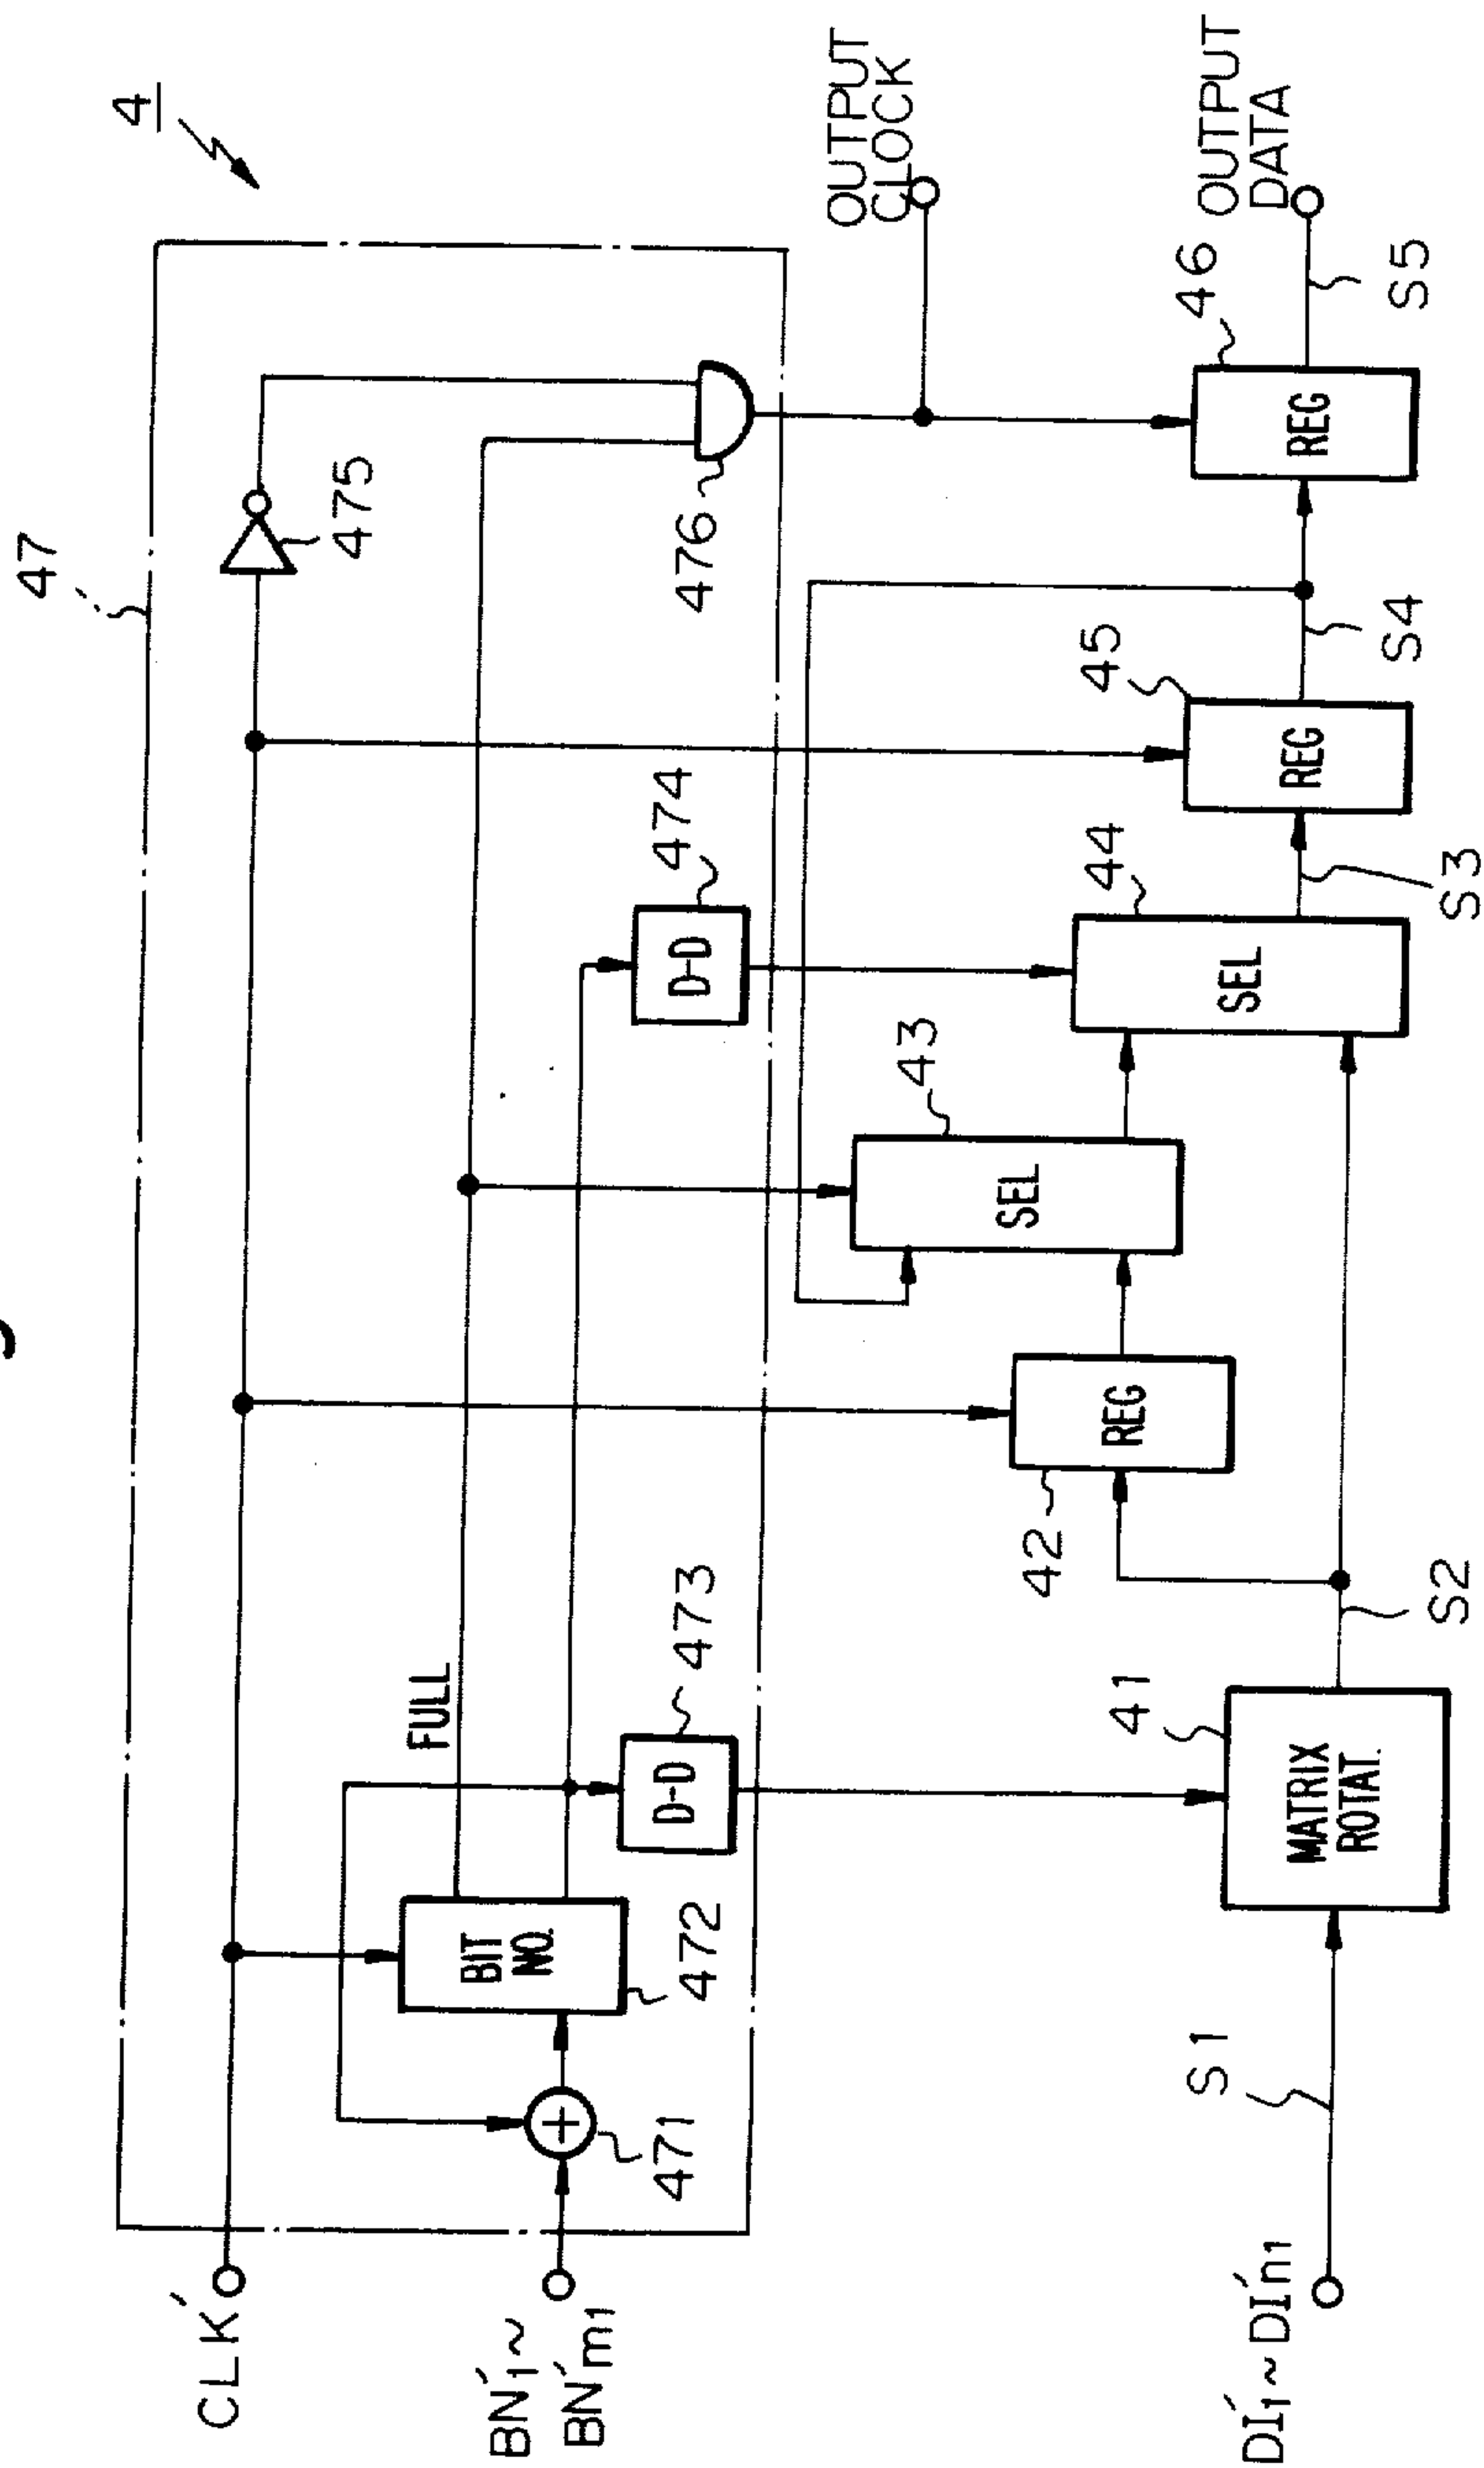 4
47
475
476
OUTPUT
CLOCK
OUTPUT
DATA
46
REG
S5
S4
45
REG
474
D-D
44
SEL
S3
43
SEL
42
REG
FULL
473
D-D
41
MATRIX
ROTAT.
S2
BIT
NO.
472
471
S1
CLK'
BN'1~
BN'm1
DI'1~DI'n1